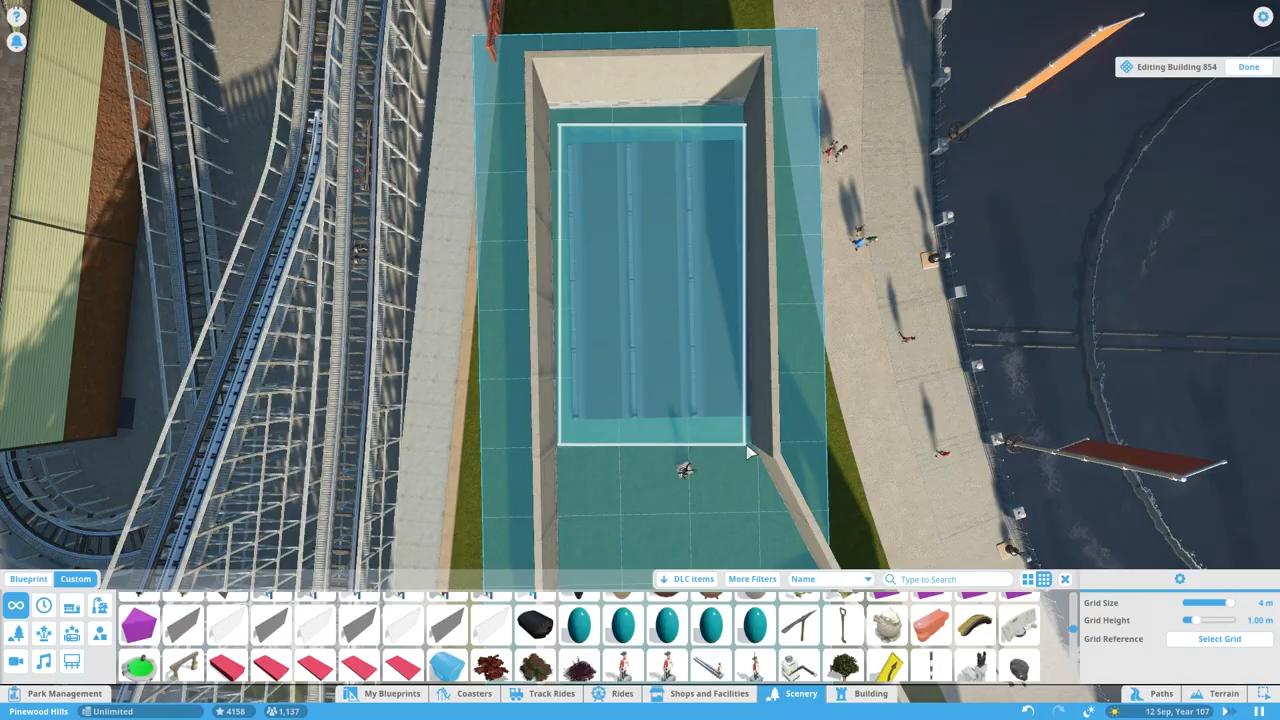 Editing Building 854
Done
Blueprint
Custom
DLC items
More Filters
Name
Type to Search
Grid Size
4 m
Grid Height
1.00 m
Grid Reference
Select Grid
Park Management
My Blueprints
Coasters
Track Rides
Rides
Shops and Facilities
Scenery
Building
Paths
Terrain
Pinewood Hills
Unlimited
4158
1,137
12 Sep, Year 107